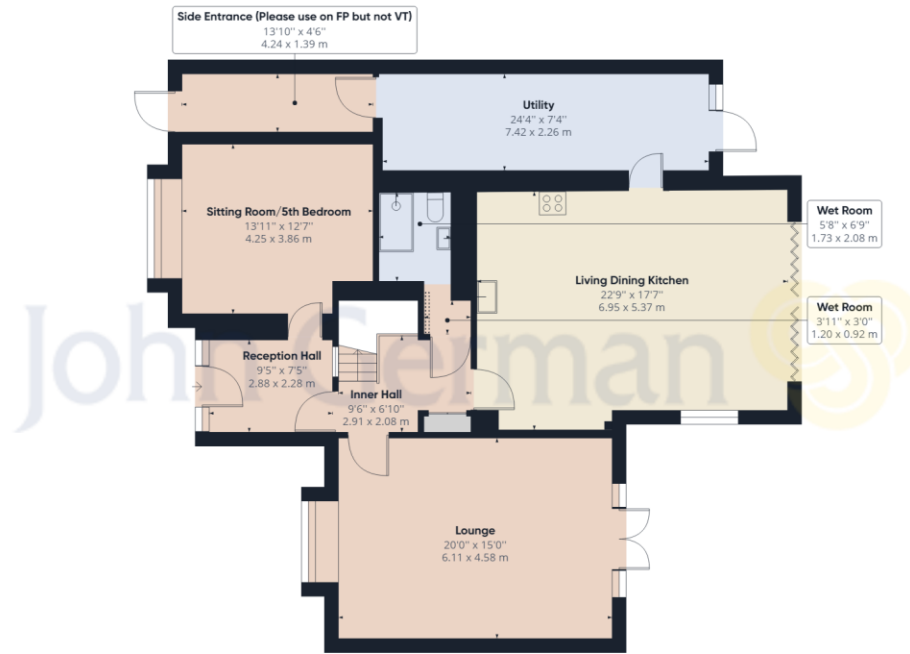 Side Entrance (Please use on FP but not VT)
13'10" x 4'6"
4.24 x 1.39 m
Utility
24'4" x 7'4"
7.42 x 2.26 m
Sitting Room/5th Bedroom
13'11" x 12'7"
4.25 x 3.86 m
Wet Room
5'8" x 6'9"
1.73 x 2.08 m
Living Dining Kitchen
22'9" x 17'7"
6.95 x 5.37 m
Wet Room
3'11" x 3'0"
1.20 x 0.92 m
John German
Reception Hall
9'5" x 7'5"
2.88 x 2.28 m
Inner Hall
9'6" x 6'10"
2.91 x 2.08 m
Lounge
20'0" x 15'0"
6.11 x 4.58 m